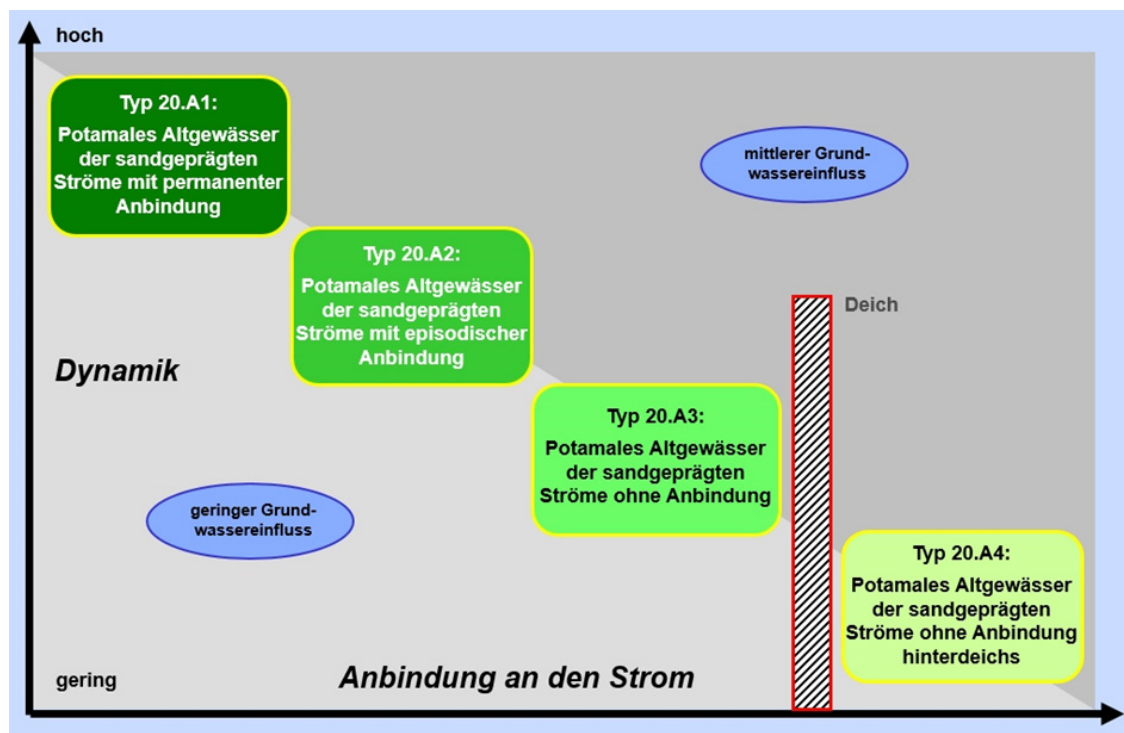 hoch
Typ 20.A1:
Potamales Altgewässer
der sandgeprägten
Ströme mit permanenter
Anbindung
mittlerer Grund-
wassereinfluss
Typ 20.A2:
Potamales Altgewässer
der sandgeprägten
Ströme mit episodischer
Anbindung
Deich
Dynamik
Typ 20.A3:
Potamales Altgewässer
der sandgeprägten
Ströme ohne Anbindung
geringer Grund-
wassereinfluss
Typ 20.A4:
Potamales Altgewässer
der sandgeprägten
Ströme ohne Anbindung
hinterdeichs
gering
Anbindung an den Strom